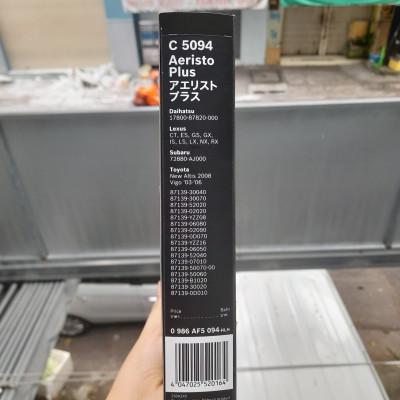 C 5094
Aeristo
Plus
アエリスト
プラス
Daihatsu
17800-87820-000
Lexus
CT, ES, GS, GX,
IS, LS, LX, NX, RX
Subaru
72880-AJ000
Toyota
New Altis 2008
Vigo '03-'06
87139-30040
87139-30070
87139-52020
87139-02020
87139-YZZ08
87139-06080
87139-02090
87139-0D070
87139-YZZ16
87139-06050
87139-52040
87139-07010
87139-50070-00
87139-50060
87139-B1020
87139-30020
87139-0D010
Price
Baht
0 986 AF5 094-HLH
4 047025 520164